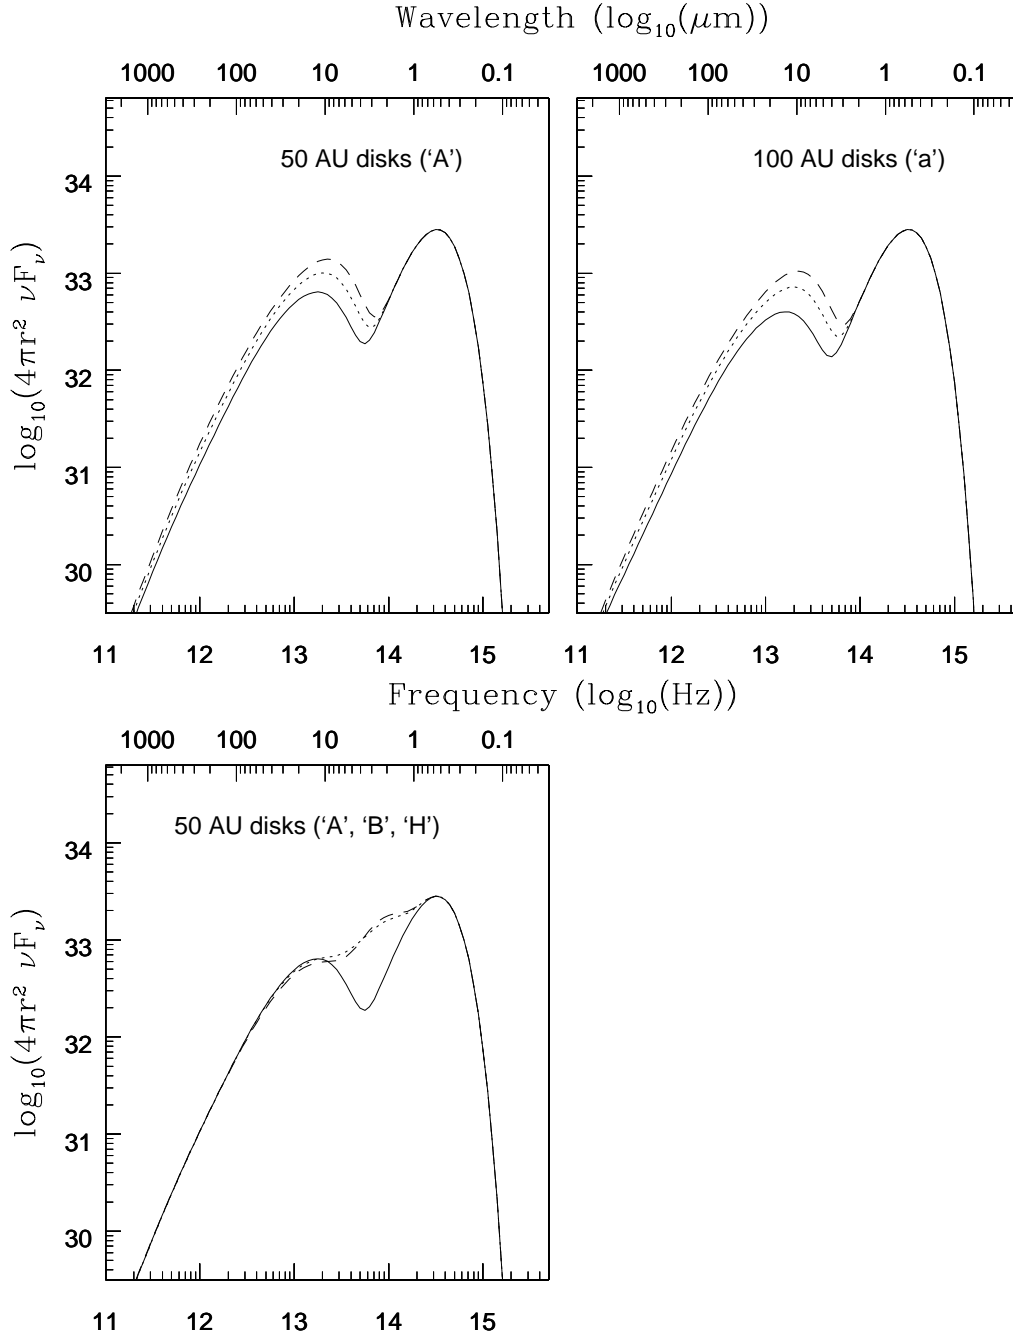 Wavelength (log₁₀(μm))
1000 100 10 1 0.1 1000 100 10 1 0.1
50 AU disks (‘A’) 100 AU disks (‘a’)
log₁₀(4πr² νFᵥ)
34
33
32
31
30
11 12 13 14 15 11 12 13 14 15
Frequency (log₁₀(Hz))
1000 100 10 1 0.1
50 AU disks (‘A’, ‘B’, ‘H’)
log₁₀(4πr² νFᵥ)
34
33
32
31
30
11 12 13 14 15